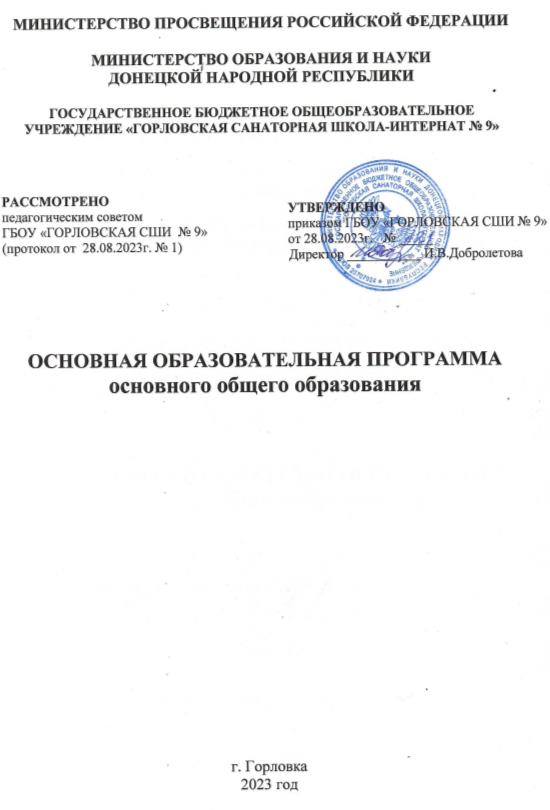 МИНИСТЕРСТВО ПРОСВЕЩЕНИЯ РОССИЙСКОЙ ФЕДЕРАЦИИ
МИНИСТЕРСТВО ОБРАЗОВАНИЯ И НАУКИ
ДОНЕЦКОЙ НАРОДНОЙ РЕСПУБЛИКИ
ГОСУДАРСТВЕННОЕ БЮДЖЕТНОЕ ОБЩЕОБРАЗОВАТЕЛЬНОЕ
УЧРЕЖДЕНИЕ «ГОРЛОВСКАЯ САНАТОРНАЯ ШКОЛА-ИНТЕРНАТ № 9»
РАССМОТРЕНО
педагогическим советом
ГБОУ «ГОРЛОВСКАЯ СШИ № 9»
(протокол от 28.08.2023г. № 1)
УТВЕРЖДЕНО
приказом ГБОУ «ГОРЛОВСКАЯ СШИ № 9»
от 28.08.2023г. №
Директор И.В.Добролетова
ОСНОВНАЯ ОБРАЗОВАТЕЛЬНАЯ ПРОГРАММА
основного общего образования
г. Горловка
2023 год